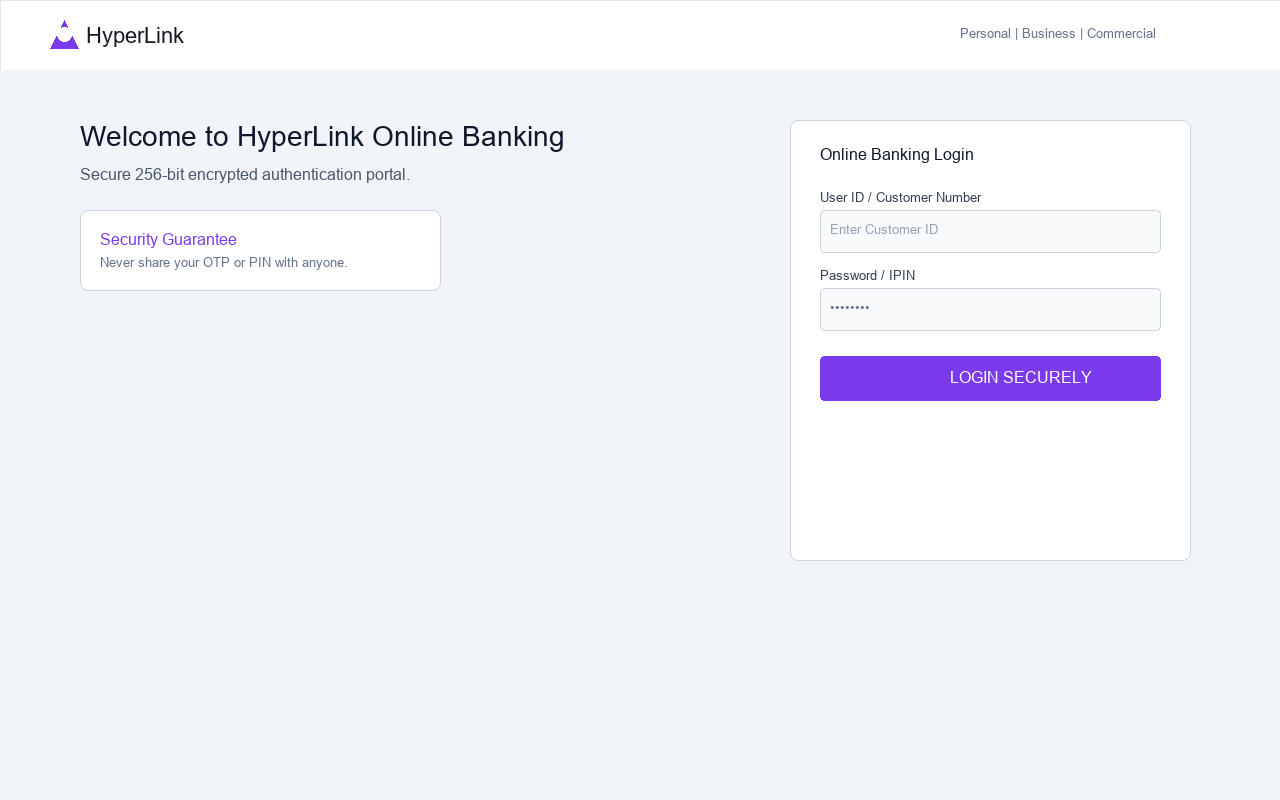 HyperLink
Personal | Business | Commercial
Welcome to HyperLink Online Banking
Secure 256-bit encrypted authentication portal.
Security Guarantee
Never share your OTP or PIN with anyone.
Online Banking Login
User ID / Customer Number
Enter Customer ID
Password / IPIN
••••••••
LOGIN SECURELY